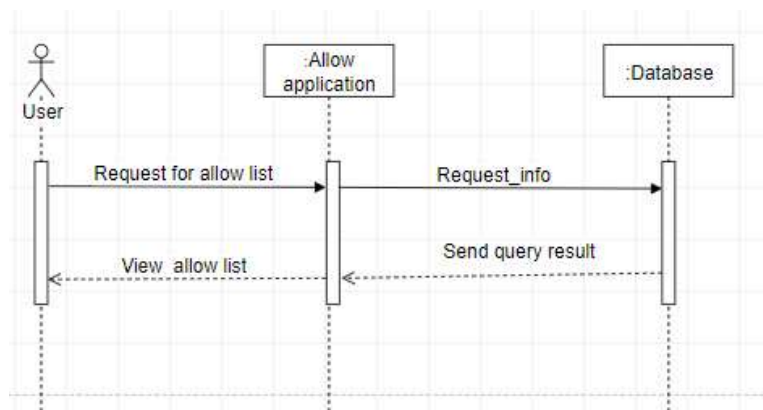 :Allow
application
:Database
User
Request for allow list
Request_info
Send query result
View allow list